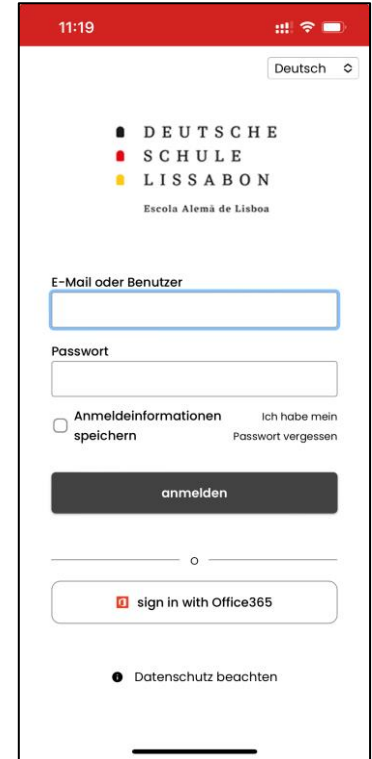 11:19
Deutsch
DEUTSCHE
SCHULE
LISSABON
Escola Alemã de Lisboa
E-Mail oder Benutzer
Passwort
Anmeldeinformationen
speichern
Ich habe mein
Passwort vergessen
anmelden
o
sign in with Office365
Datenschutz beachten